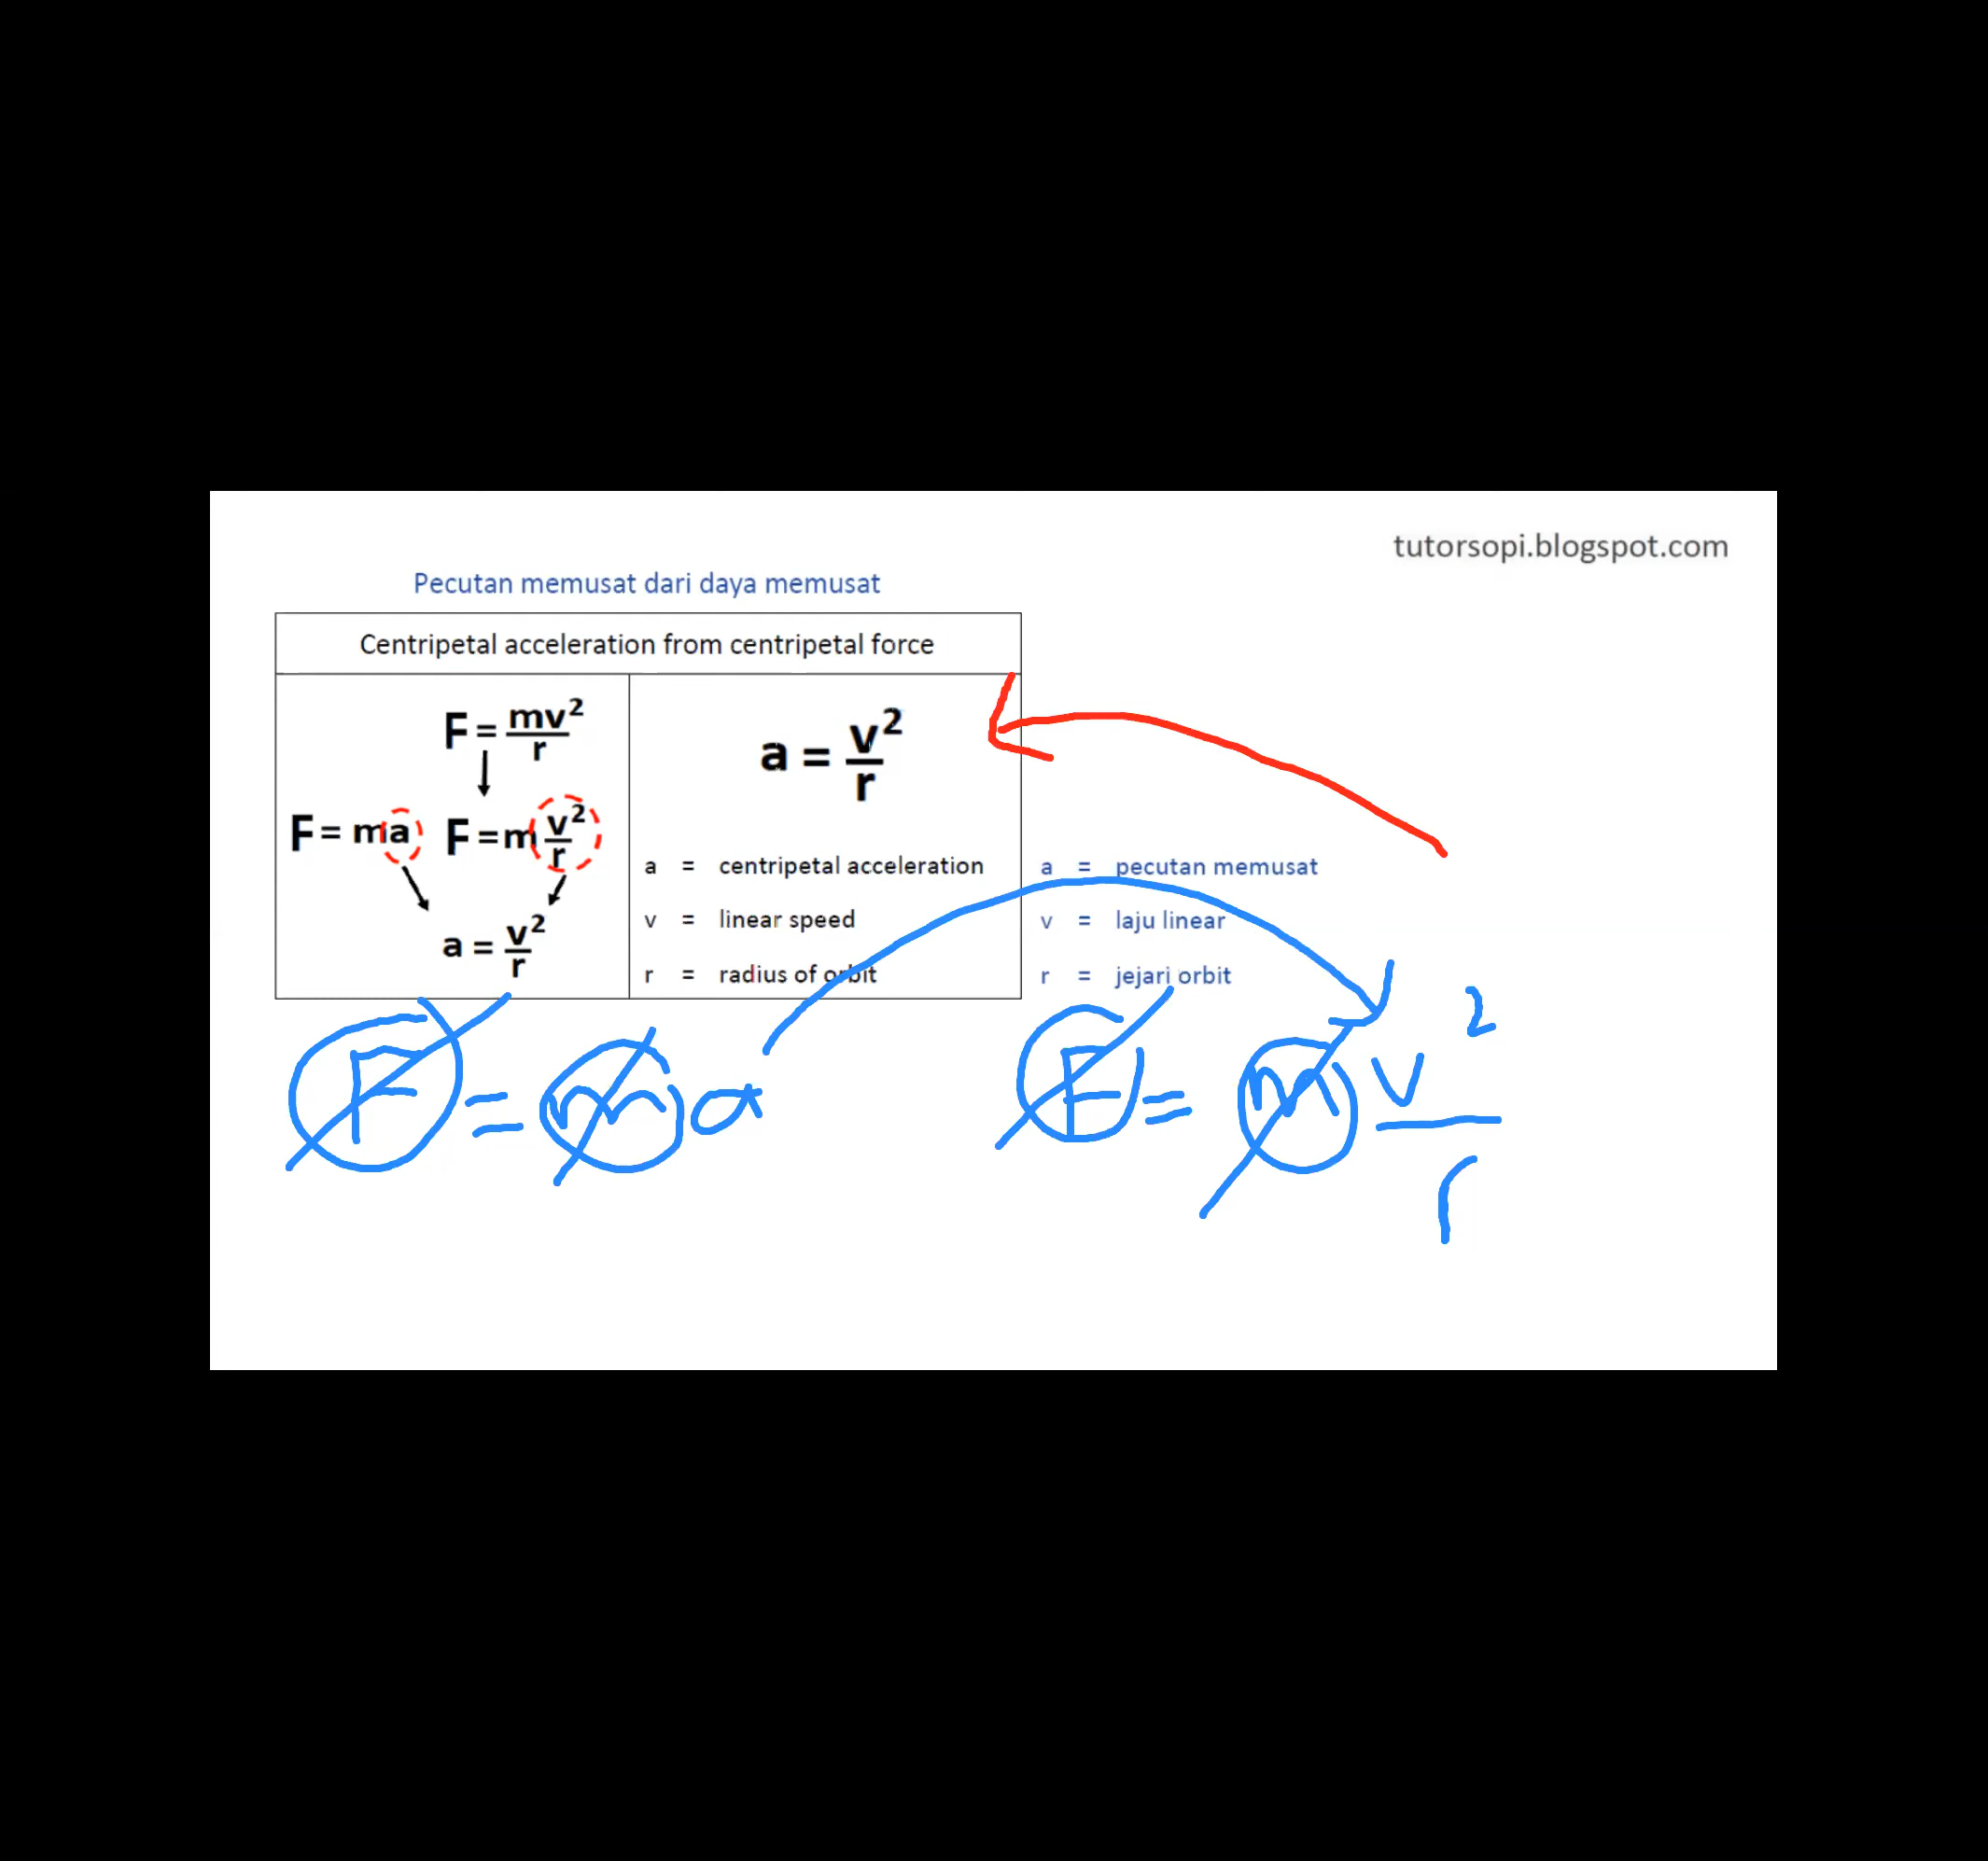 tutorsopi.blogspot.com
Pecutan memusat dari daya memusat
Centripetal acceleration from centripetal force
F = mv²/r
F = ma F = m v²/r
a = v²/r
a = v²/r
a = centripetal acceleration a = pecutan memusat
v = linear speed v = laju linear
r = radius of orbit r = jejari orbit
F = ma F = m v²/r